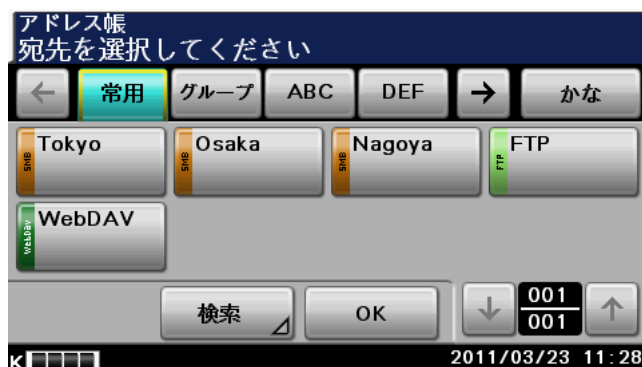 アドレス帳
宛先を選択してください
← 常用 グループ ABC DEF → かな
SMB Tokyo SMB Osaka SMB Nagoya FTP FTP
WebDAV WebDAV
検索 OK ↓ 001 ↑
001
K 2011/03/23 11:28